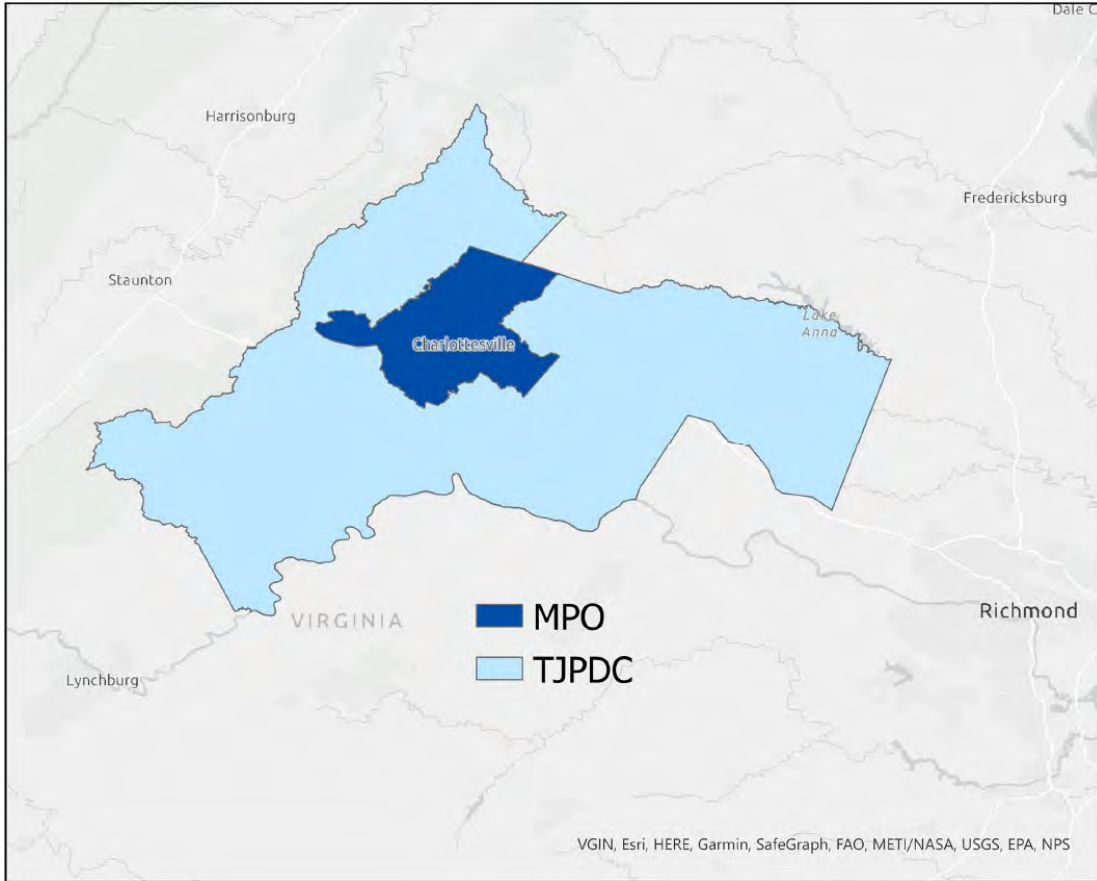 Dale C
Harrisonburg
Fredericksburg
Staunton
Lake
Anna
Charlottesville
VIRGINIA
MPO
TJPDC
Richmond
Lynchburg
VGIN, Esri, HERE, Garmin, SafeGraph, FAO, METI/NASA, USGS, EPA, NPS